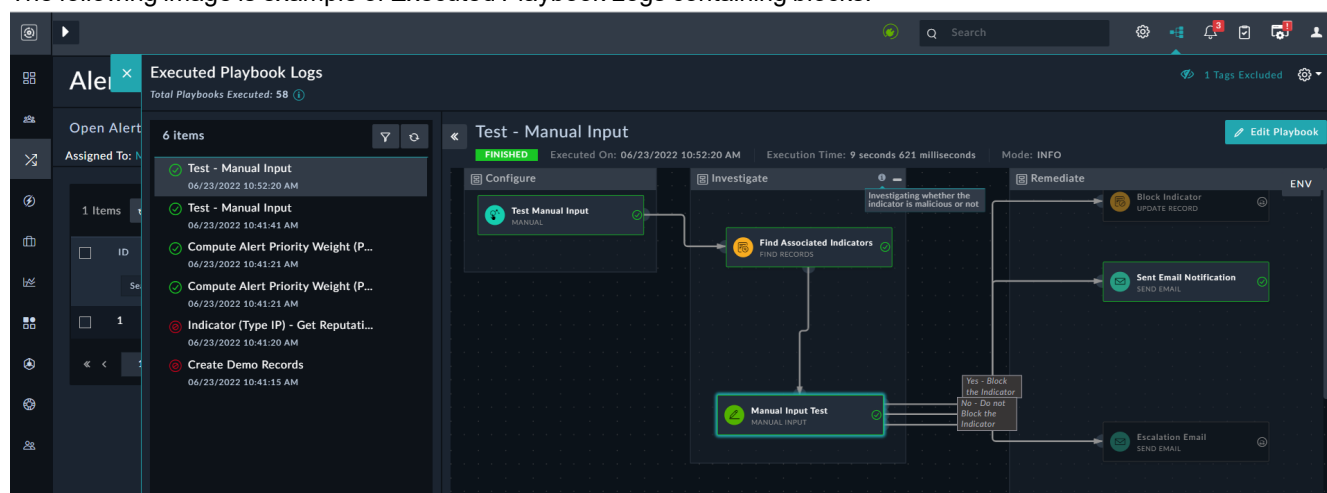 The following image is example of Executed Playbook Logs containing blocks:
Search
3
!
Aler
Executed Playbook Logs
Total Playbooks Executed: 58
1 Tags Excluded
Open Alert
Assigned To:
6 items
Test - Manual Input
Edit Playbook
FINISHED Executed On: 06/23/2022 10:52:20 AM Execution Time: 9 seconds 621 milliseconds Mode: INFO
Test - Manual Input
06/23/2022 10:52:20 AM
Test - Manual Input
06/23/2022 10:41:41 AM
Compute Alert Priority Weight (P...
06/23/2022 10:41:21 AM
Compute Alert Priority Weight (P...
06/23/2022 10:41:21 AM
Indicator (Type IP) - Get Reputati...
06/23/2022 10:41:20 AM
Create Demo Records
06/23/2022 10:41:15 AM
1 Items
ID
1
Configure
Test Manual Input
MANUAL
Investigate
Investigating whether the
indicator is malicious or not
Find Associated Indicators
FIND RECORDS
Manual Input Test
MANUAL INPUT
Yes - Block
the Indicator
No - Do not
Block the
Indicator
Remediate
ENV
Block Indicator
UPDATE RECORD
Sent Email Notification
SEND EMAIL
Escalation Email
SEND EMAIL